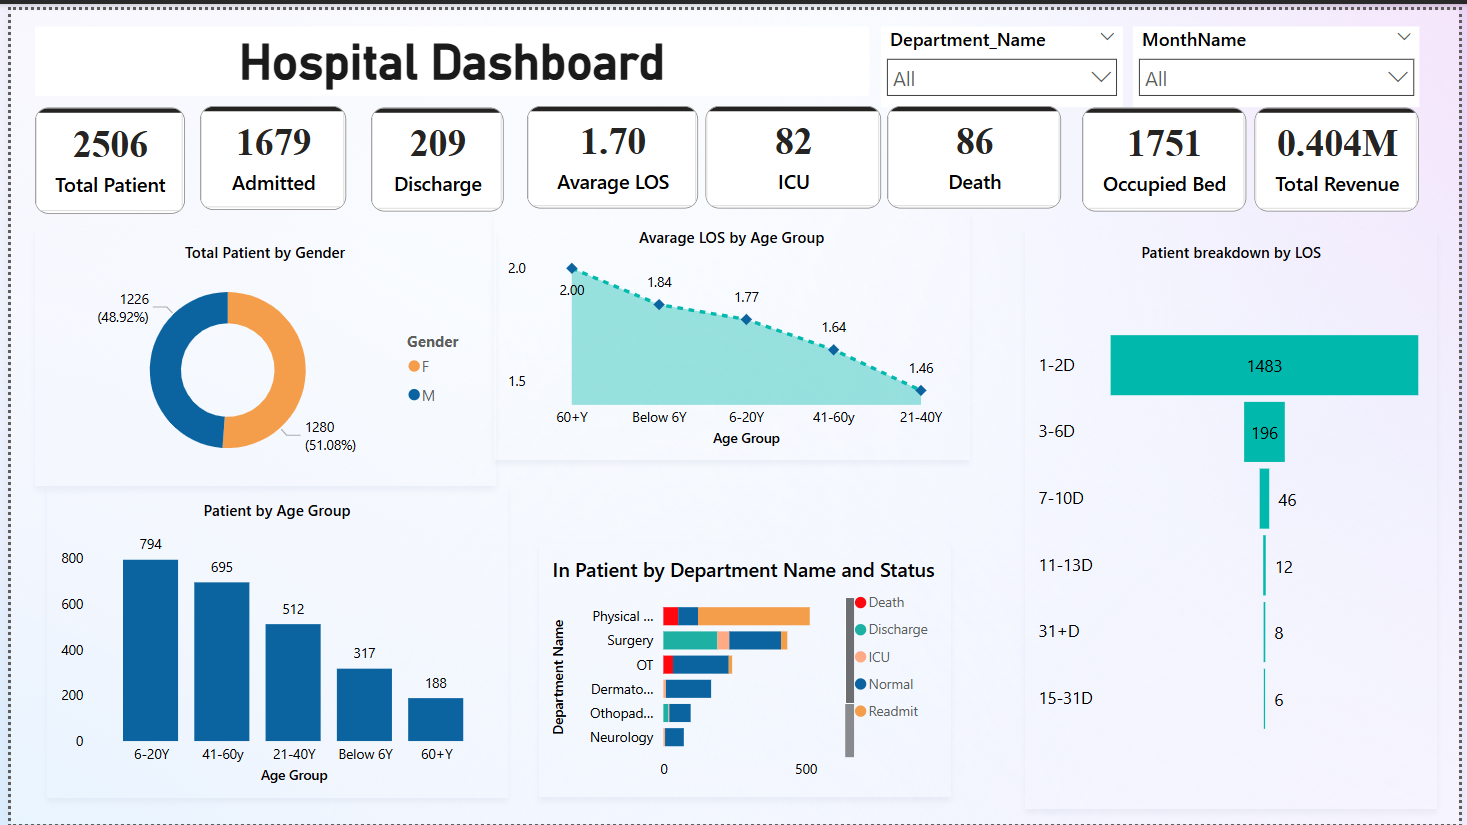 Hospital Dashboard
Department_Name
All
MonthName
All
2506
Total Patient
1679
Admitted
209
Discharge
1.70
Avarage LOS
82
ICU
86
Death
1751
Occupied Bed
0.404M
Total Revenue
Total Patient by Gender
1226
(48.92%)
1280
(51.08%)
Gender
F
M
Avarage LOS by Age Group
2.0
1.5
2.00
1.84
1.77
1.64
1.46
60+Y
Below 6Y
6-20Y
41-60y
21-40Y
Age Group
Patient breakdown by LOS
1-2D
1483
3-6D
196
7-10D
46
11-13D
12
31+D
8
15-31D
6
Patient by Age Group
800
600
400
200
0
794
695
512
317
188
6-20Y
41-60y
21-40Y
Below 6Y
60+Y
Age Group
In Patient by Department Name and Status
Department Name
Physical ...
Surgery
OT
Dermato...
Othopad...
Neurology
0
500
Death
Discharge
ICU
Normal
Readmit